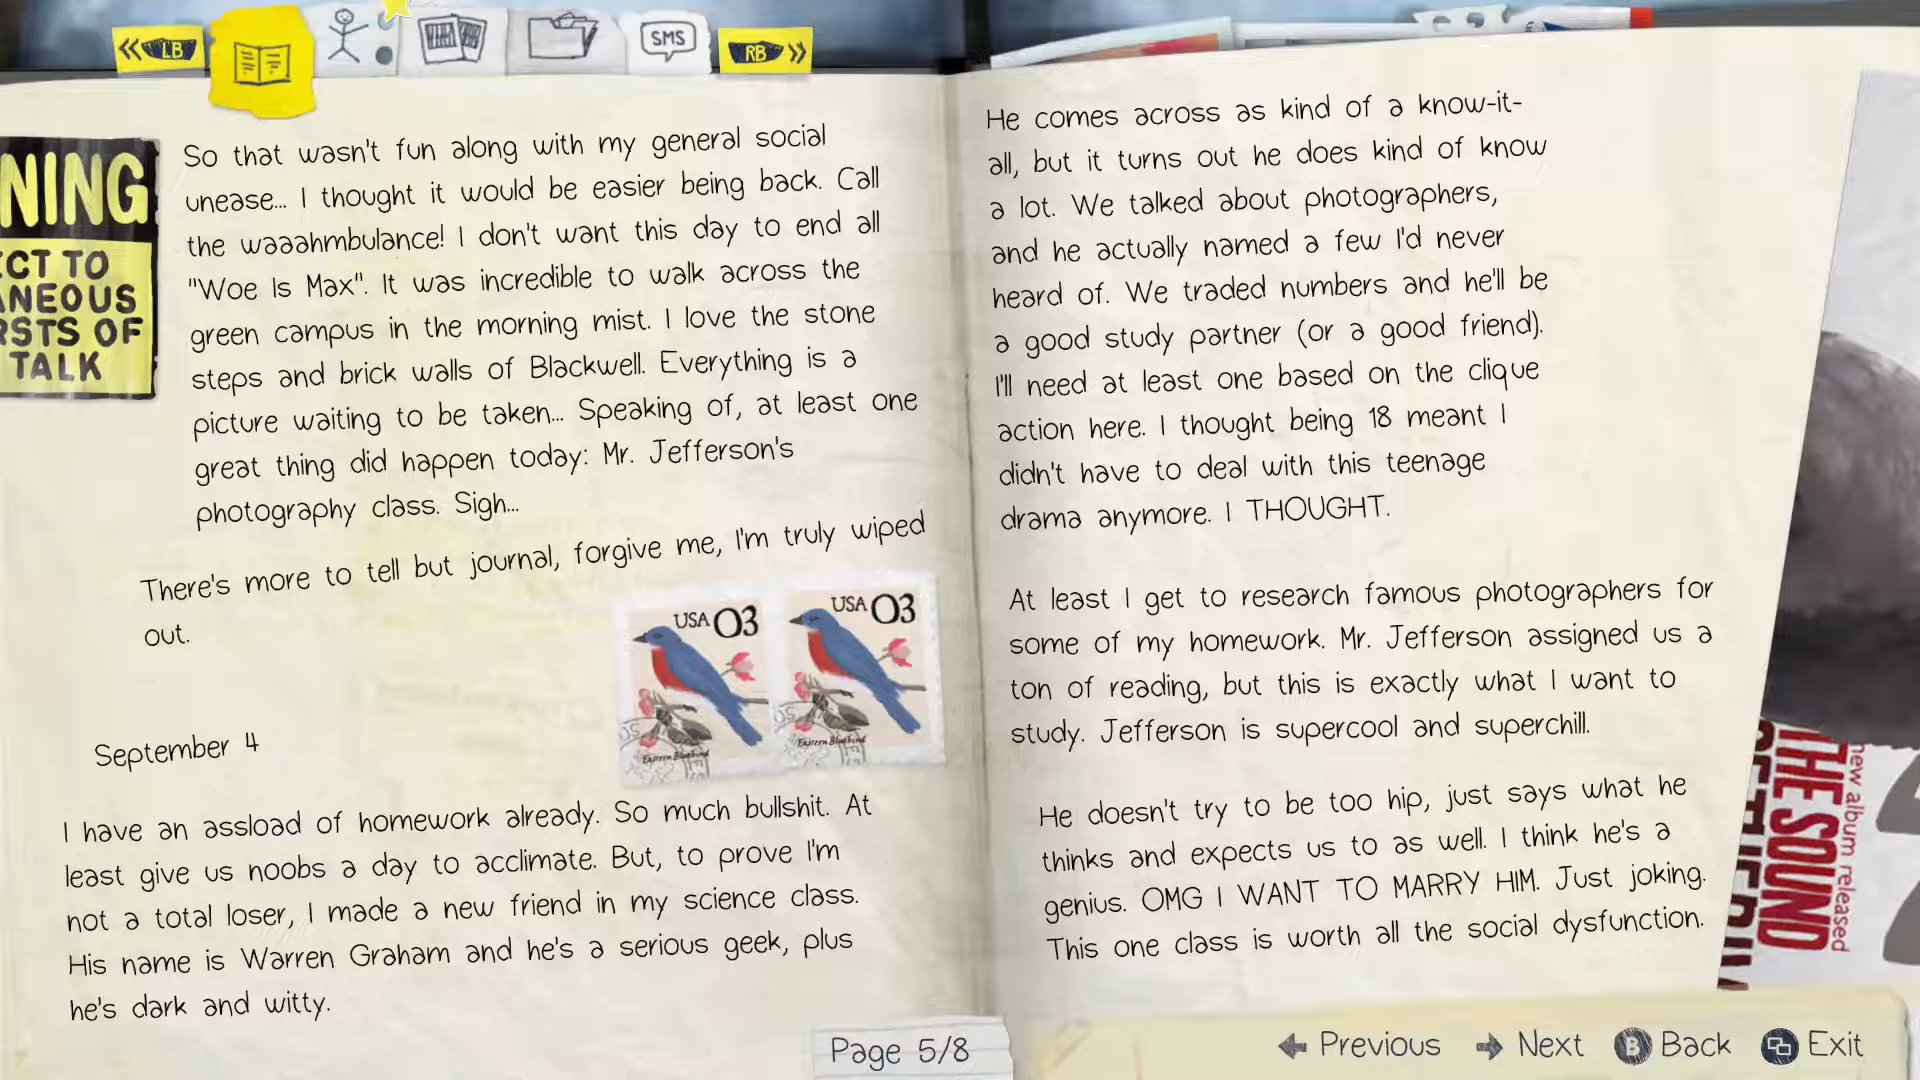 LB
SMS
RB
NING
CT TO
NEOUS
RSTS OF
TALK
So that wasn't fun along with my general social
unease... I thought it would be easier being back. Call
the waaahmbulance! I don't want this day to end all
"Woe Is Max". It was incredible to walk across the
green campus in the morning mist. I love the stone
steps and brick walls of Blackwell. Everything is a
picture waiting to be taken... Speaking of, at least one
great thing did happen today: Mr. Jefferson's
photography class. Sigh...
There's more to tell but journal, forgive me, I'm truly wiped
out.
USA 03
Eastern Bluebird
USA 03
Eastern Bluebird
September 4
I have an assload of homework already. So much bullshit. At
least give us noobs a day to acclimate. But, to prove I'm
not a total loser, I made a new friend in my science class.
His name is Warren Graham and he's a serious geek, plus
he's dark and witty.
He comes across as kind of a know-it-
all, but it turns out he does kind of know
a lot. We talked about photographers,
and he actually named a few I'd never
heard of. We traded numbers and he'll be
a good study partner (or a good friend).
I'll need at least one based on the clique
action here. I thought being 18 meant I
didn't have to deal with this teenage
drama anymore. I THOUGHT.
At least I get to research famous photographers for
some of my homework. Mr. Jefferson assigned us a
ton of reading, but this is exactly what I want to
study. Jefferson is supercool and superchill.
He doesn't try to be too hip, just says what he
thinks and expects us to as well. I think he's a
genius. OMG I WANT TO MARRY HIM. Just joking.
This one class is worth all the social dysfunction.
new album released
THE SOUND
Page 5/8
Previous
Next
B Back
Exit